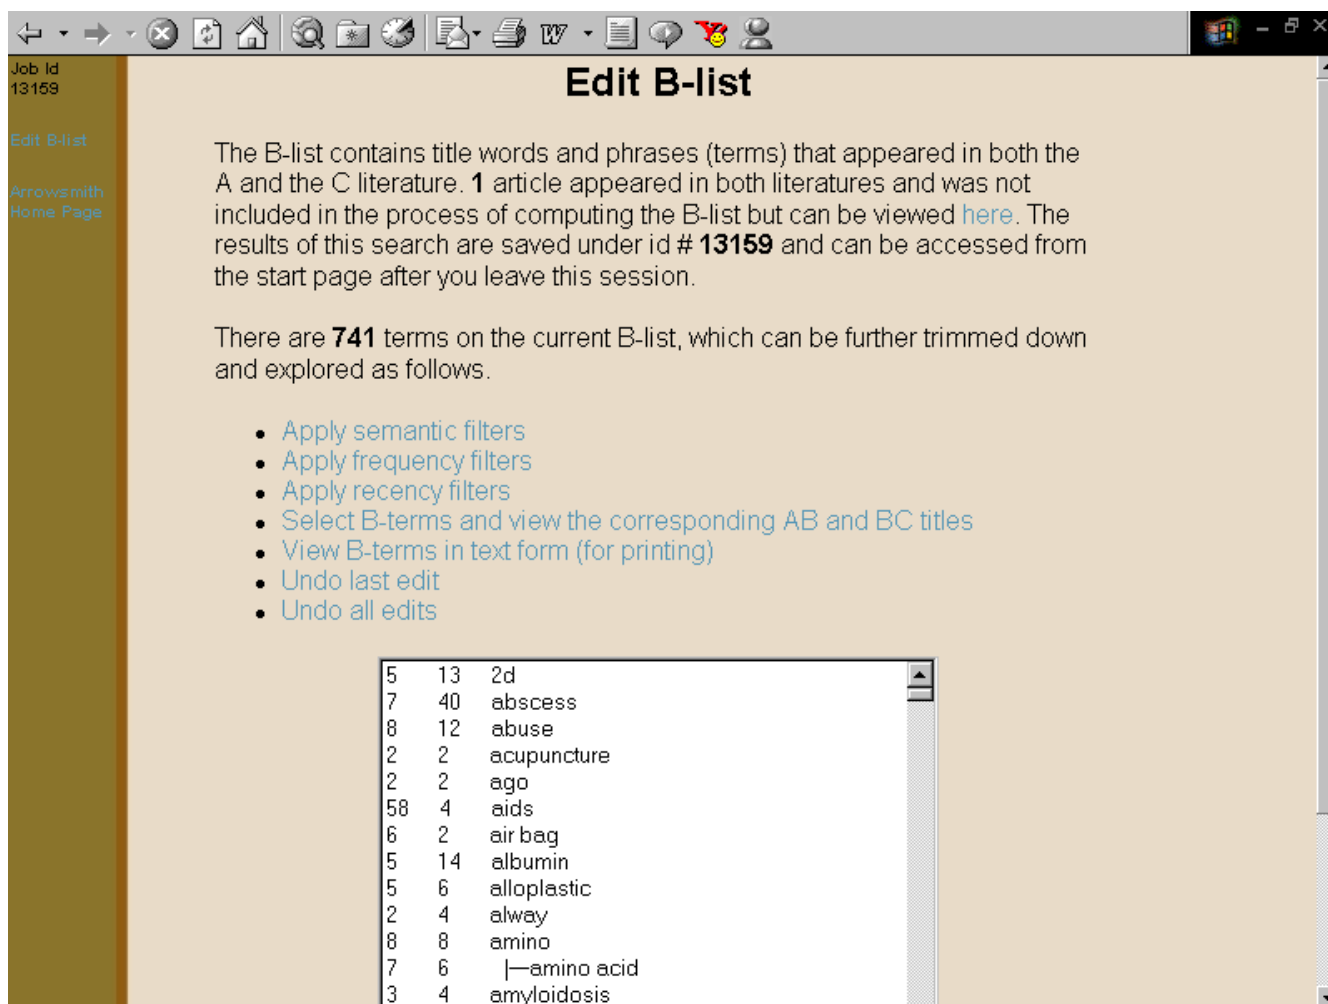 Job Id
13159
Edit B-list
Arrowsmith
Home Page
Edit B-list
The B-list contains title words and phrases (terms) that appeared in both the
A and the C literature. 1 article appeared in both literatures and was not
included in the process of computing the B-list but can be viewed here. The
results of this search are saved under id # 13159 and can be accessed from
the start page after you leave this session.
There are 741 terms on the current B-list, which can be further trimmed down
and explored as follows.
• Apply semantic filters
• Apply frequency filters
• Apply recency filters
• Select B-terms and view the corresponding AB and BC titles
• View B-terms in text form (for printing)
• Undo last edit
• Undo all edits
5 13 2d
7 40 abscess
8 12 abuse
2 2 acupuncture
2 2 ago
58 4 aids
6 2 air bag
5 14 albumin
5 6 alloplastic
2 4 alway
8 8 amino
7 6 |—amino acid
3 4 amyloidosis